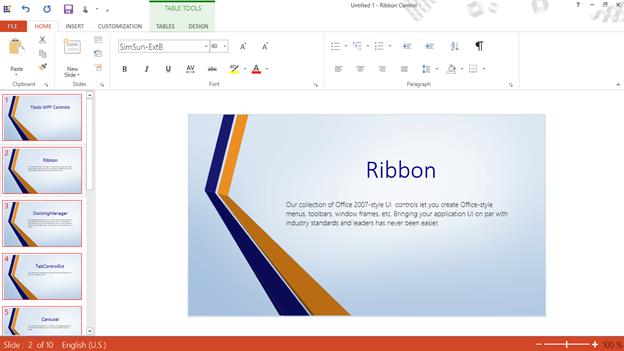 TABLE TOOLS
Untitled 1 - Ribbon Control
FILE HOME INSERT CUSTOMIZATION TABLES DESIGN
SimSun-ExtB 60 A A
Paste
New
Slide
B I U AV abc A
Clipboard Slides Font Paragraph
1
Tools WPF Controls
2
Ribbon
3
DockingManager
4
TabControlExt
5
Carousel
Ribbon
Our collection of Office 2007-style UI controls let you create Office-style
menus, toolbars, window frames, etc. Bringing your application UI on par with
industry standards and leaders has never been easier.
Slide : 2 of 10 English (U.S.) 100 %